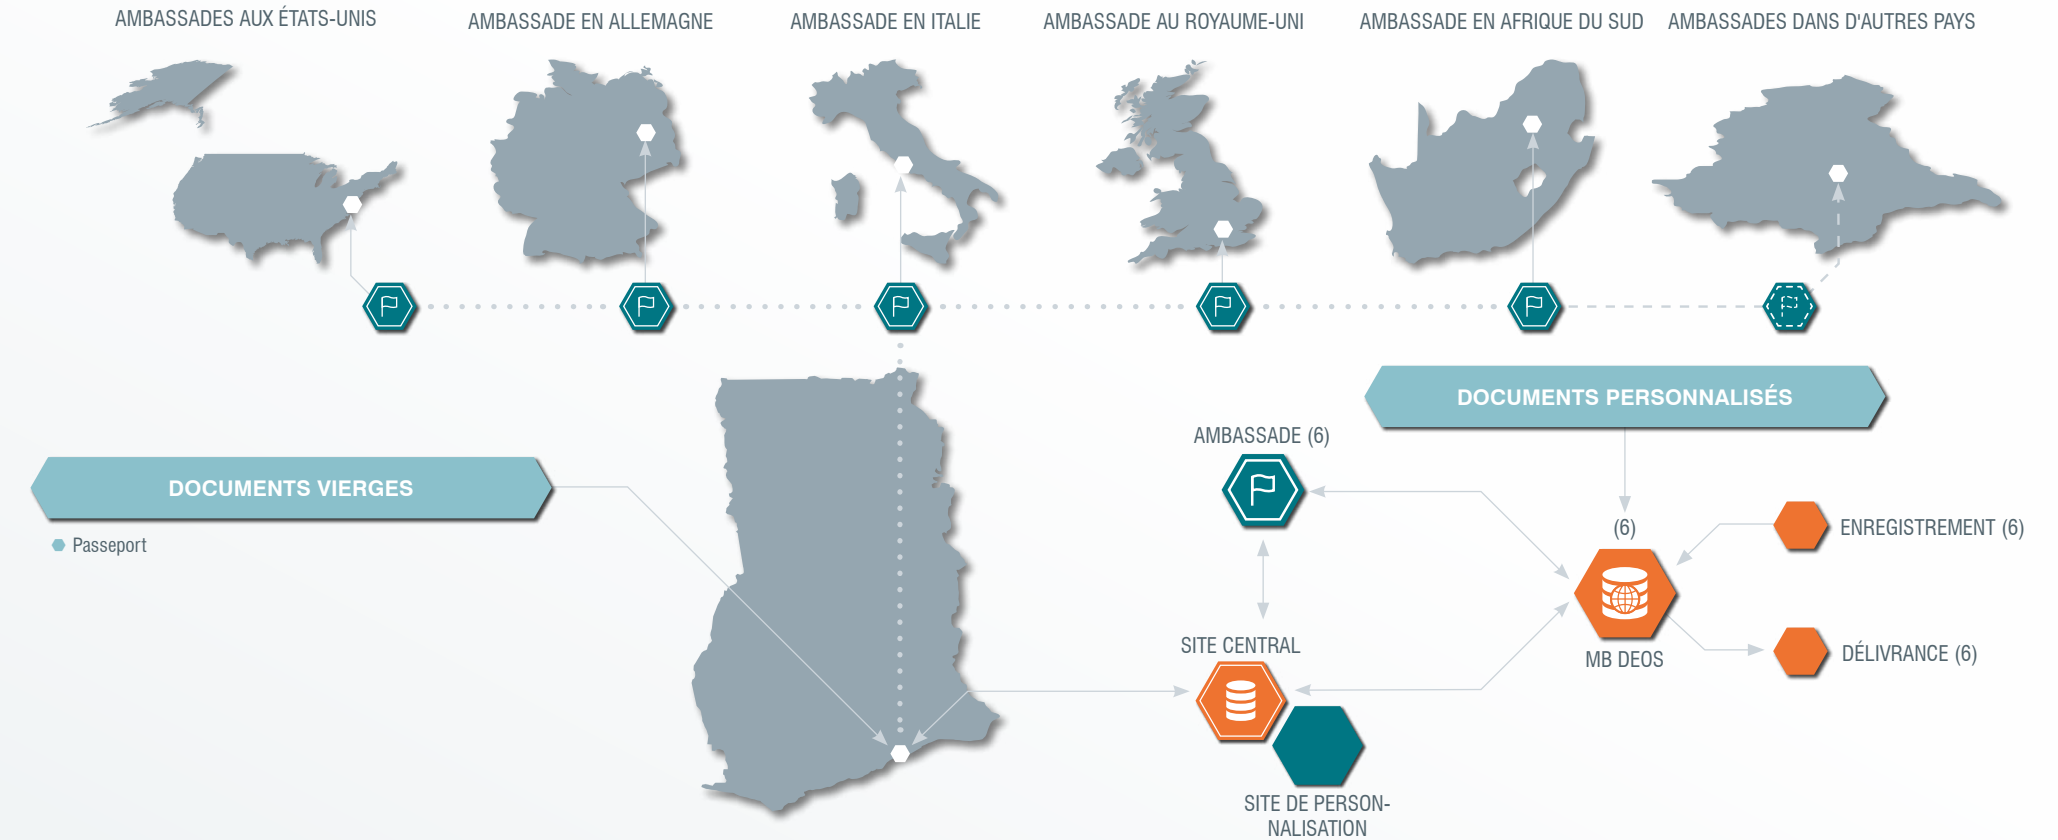 AMBASSADES AUX ÉTATS-UNIS
AMBASSADE EN ALLEMAGNE
AMBASSADE EN ITALIE
AMBASSADE AU ROYAUME-UNI
AMBASSADE EN AFRIQUE DU SUD
AMBASSADES DANS D'AUTRES PAYS
DOCUMENTS PERSONNALISÉS
AMBASSADE (6)
DOCUMENTS VIERGES
Passeport
(6)
ENREGISTREMENT (6)
SITE CENTRAL
MB DEOS
DÉLIVRANCE (6)
SITE DE PERSON-
NALISATION